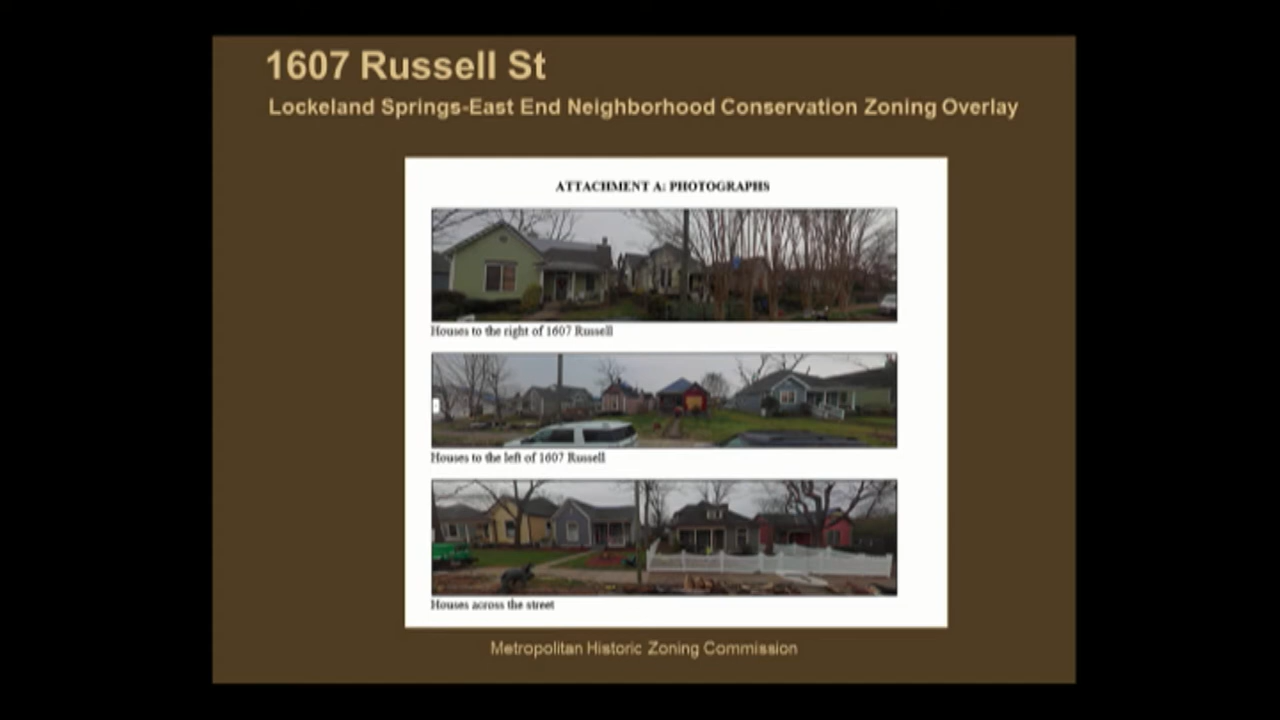 1607 Russell St
Lockeland Springs-East End Neighborhood Conservation Zoning Overlay
ATTACHMENT A: PHOTOGRAPHS
Houses to the right of 1607 Russell
Houses to the left of 1607 Russell
Houses across the street
Metropolitan Historic Zoning Commission